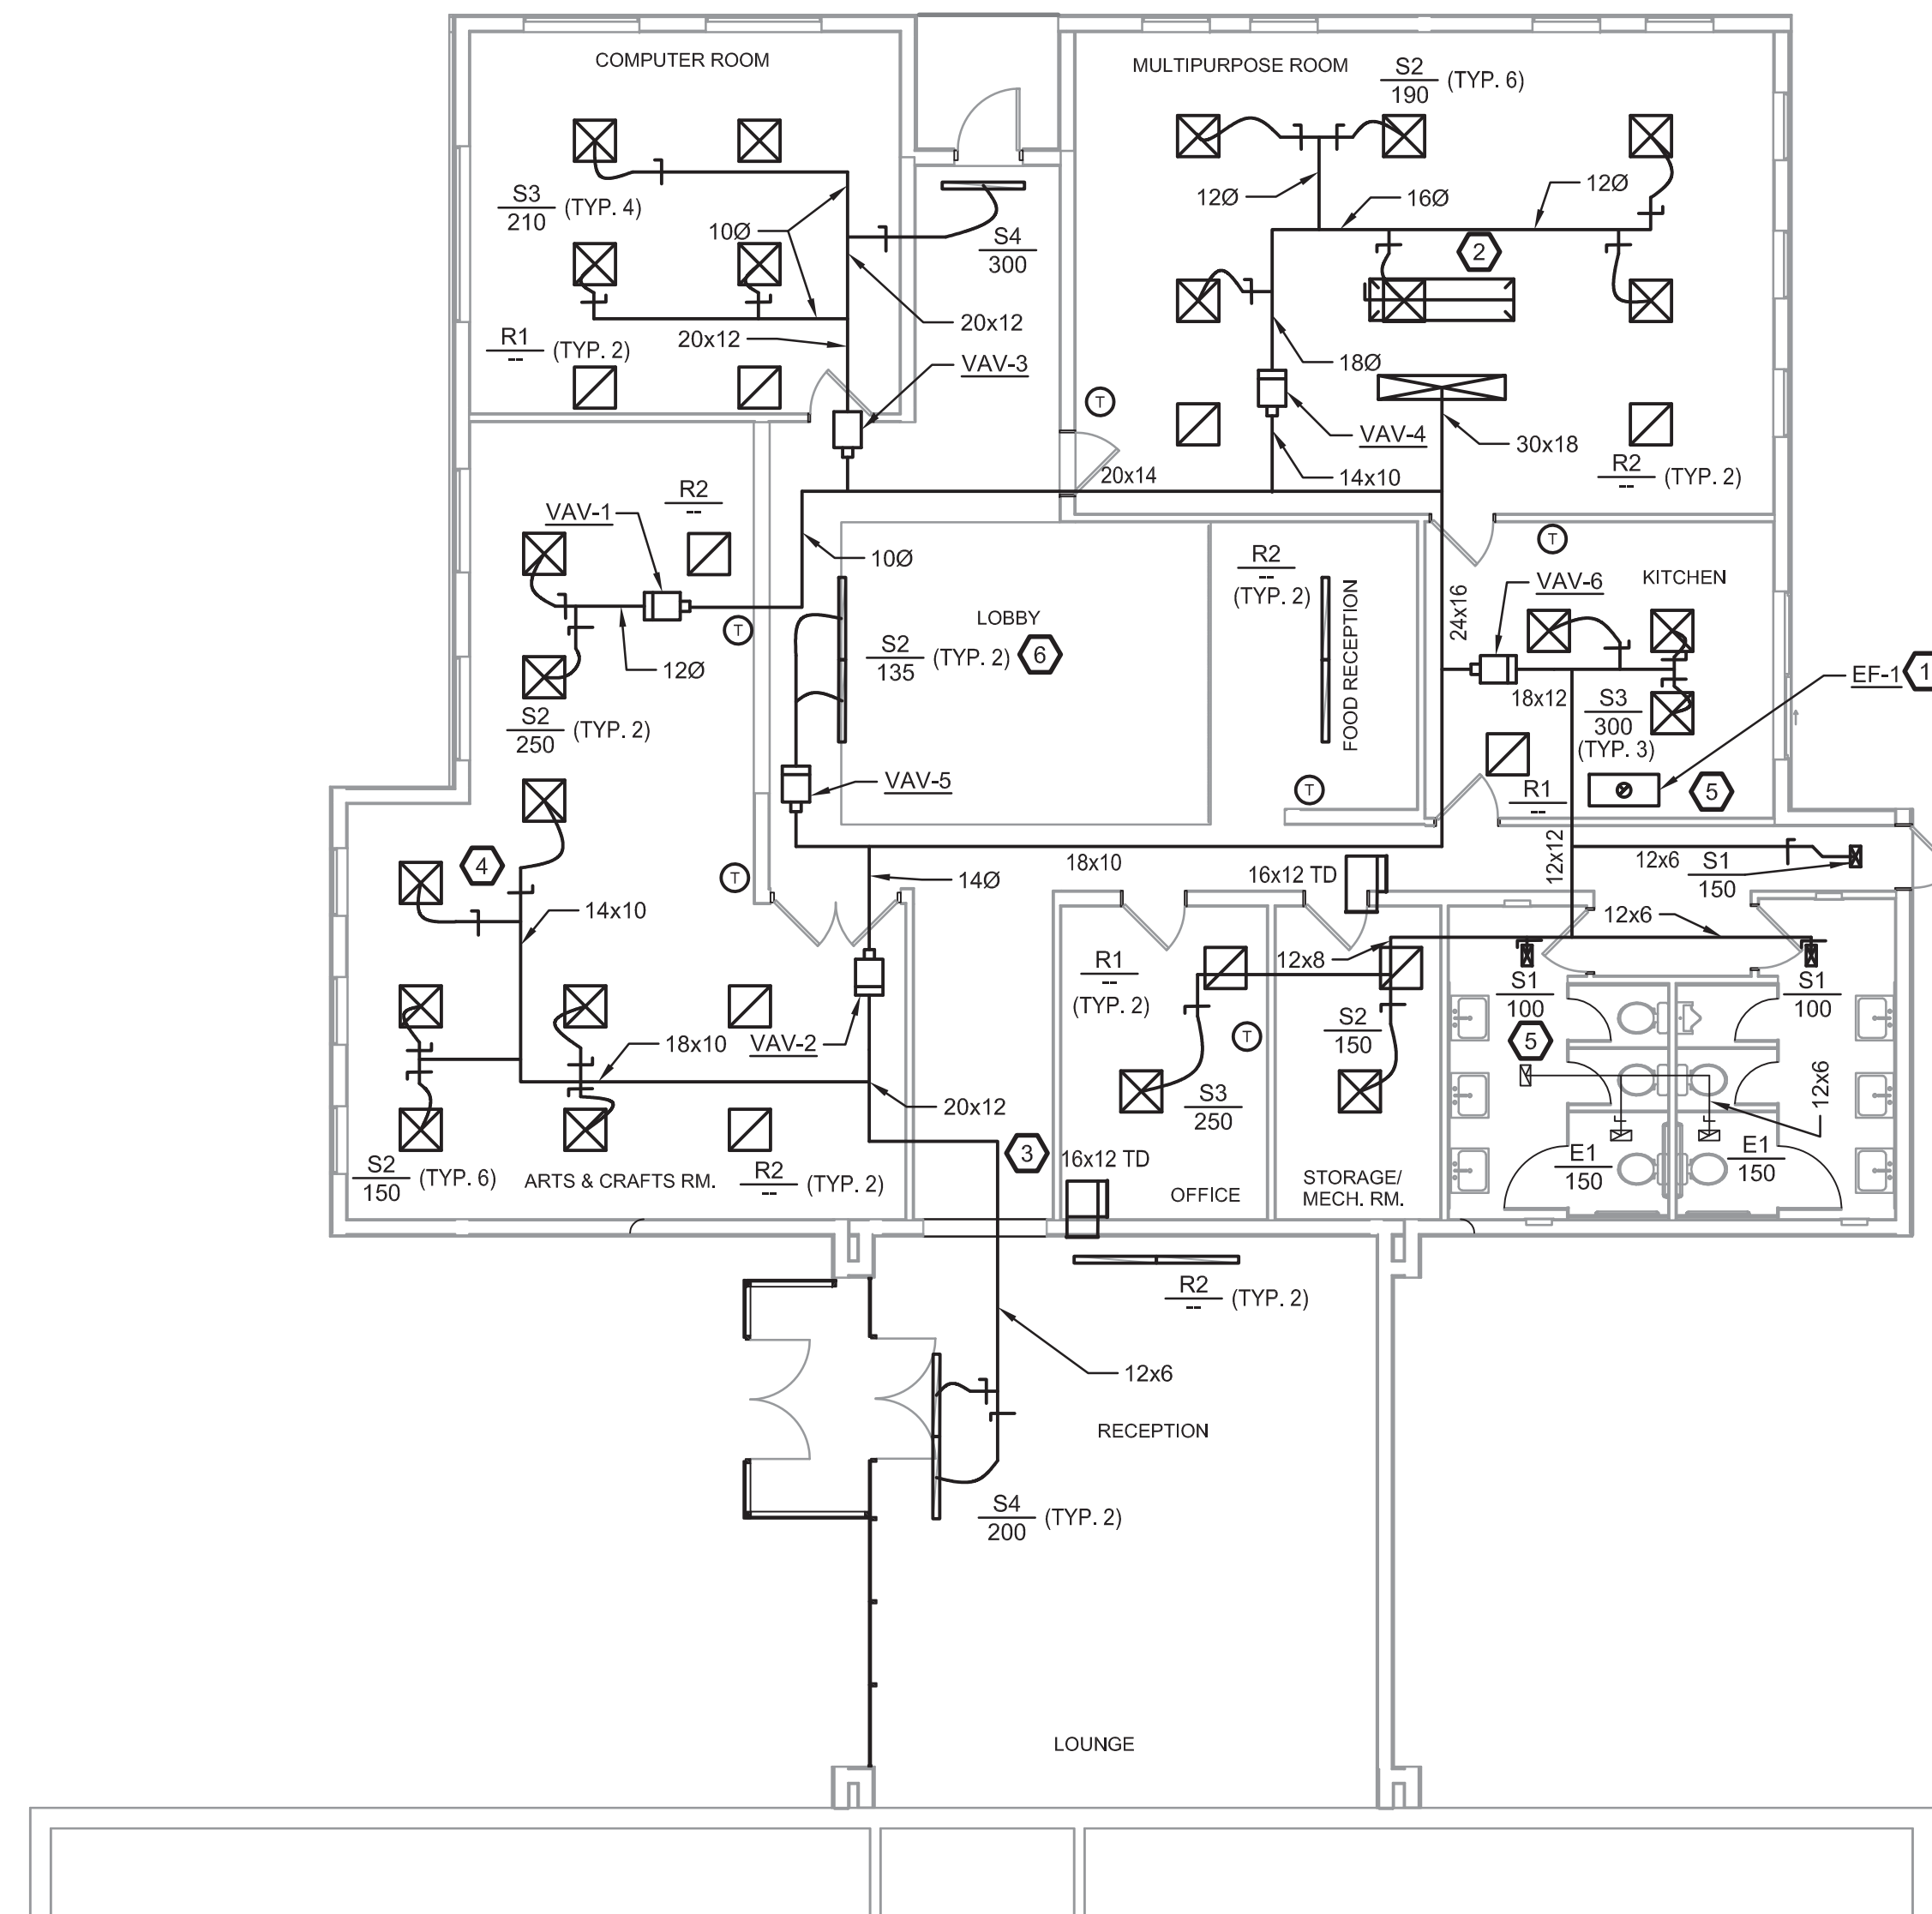 COMPUTER ROOM
MULTIPURPOSE ROOM
S2
190
(TYP. 6)
S3
210
(TYP. 4)
10Ø
S4
300
12Ø
16Ø
12Ø
2
20x12
20x12
R1
--
(TYP. 2)
VAV-3
18Ø
T
VAV-4
30x18
20x14
14x10
R2
--
(TYP. 2)
VAV-1
R2
--
10Ø
R2
--
(TYP. 2)
T
VAV-6
KITCHEN
LOBBY
S2
135
(TYP. 2)
6
FOOD RECEPTION
24x16
T
12Ø
18x12
S3
300
(TYP. 3)
EF-1
1
S2
250
(TYP. 2)
VAV-5
T
R1
--
5
4
T
14Ø
18x10
16x12 TD
12x12
12x6
S1
150
14x10
12x6
R1
--
(TYP. 2)
12x8
S1
100
S1
100
S2
150
5
T
18x10
VAV-2
20x12
S3
250
12x6
3
16x12 TD
E1
150
E1
150
S2
150
(TYP. 6)
ARTS & CRAFTS RM.
R2
--
(TYP. 2)
OFFICE
STORAGE/
MECH. RM.
R2
--
(TYP. 2)
12x6
RECEPTION
S4
200
(TYP. 2)
LOUNGE